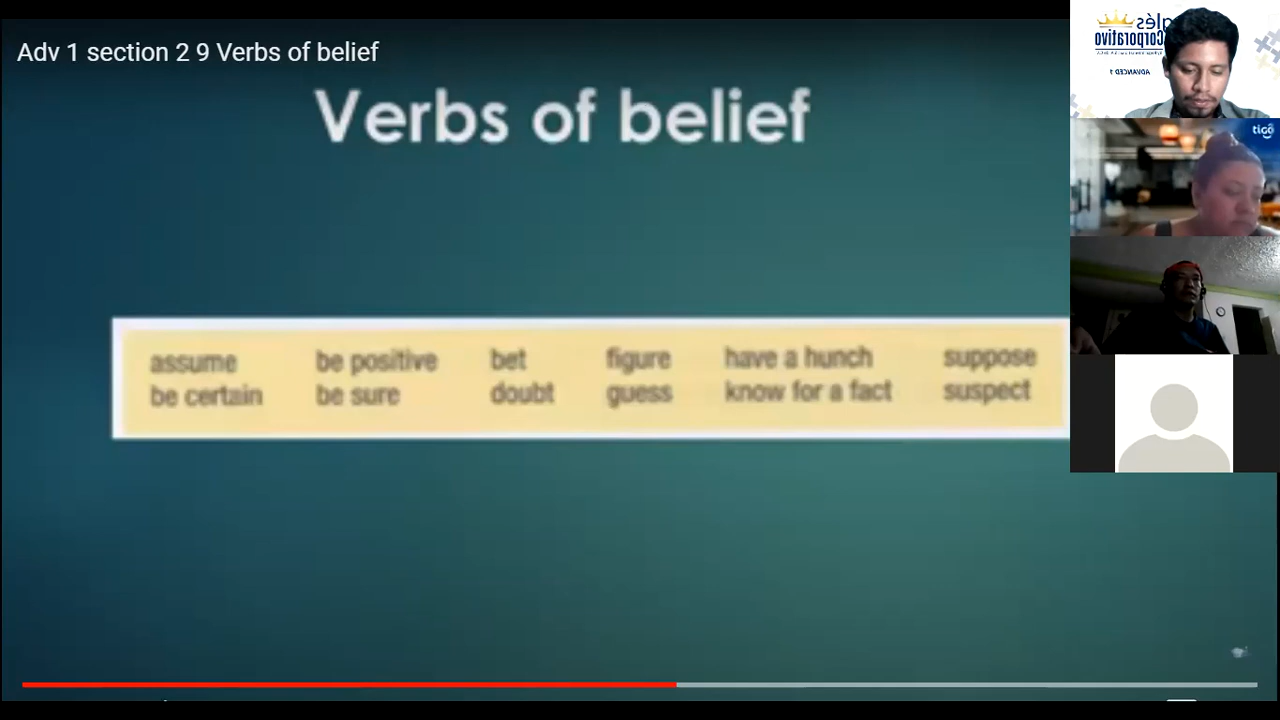 Adv 1 section 2 9 Verbs of belief
Verbs of belief
assume be positive bet figure have a hunch suppose
be certain be sure doubt guess know for a fact suspect
Corporativo
ADVANCED 1
tigo